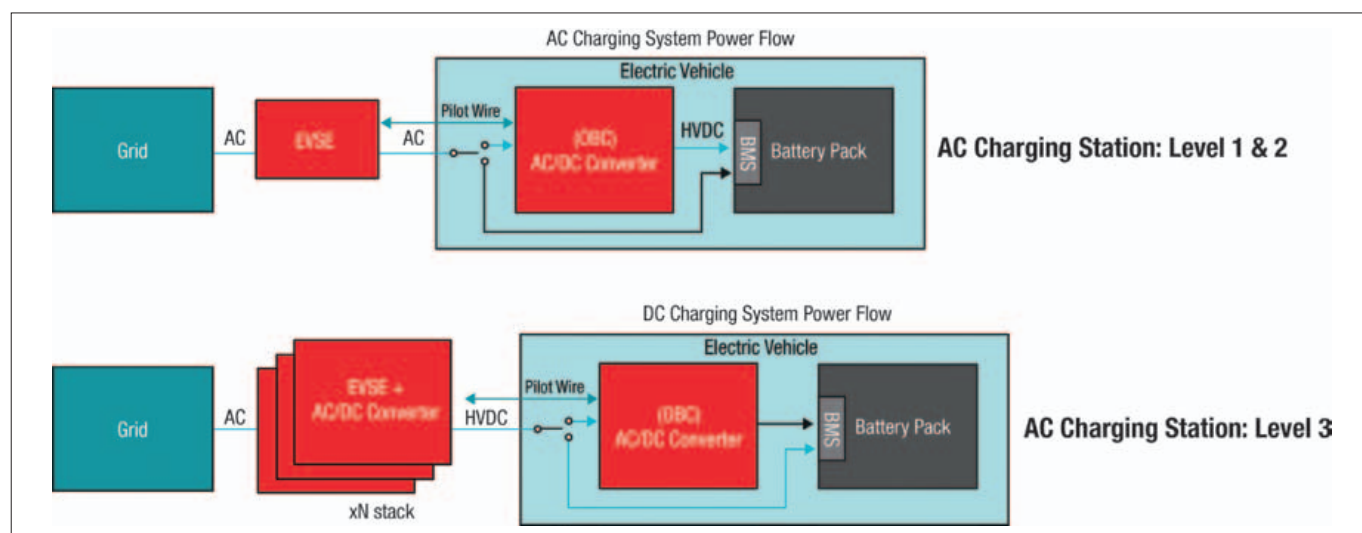 AC Charging System Power Flow
Electric Vehicle
Grid
AC
EVSE
Pilot Wire
AC
(OBC)
AC/DC Converter
HVDC
BMS
Battery Pack
AC Charging Station: Level 1 & 2
DC Charging System Power Flow
Electric Vehicle
Grid
AC
EVSE +
AC/DC Converter
xN stack
Pilot Wire
HVDC
(OBC)
AC/DC Converter
BMS
Battery Pack
AC Charging Station: Level 3